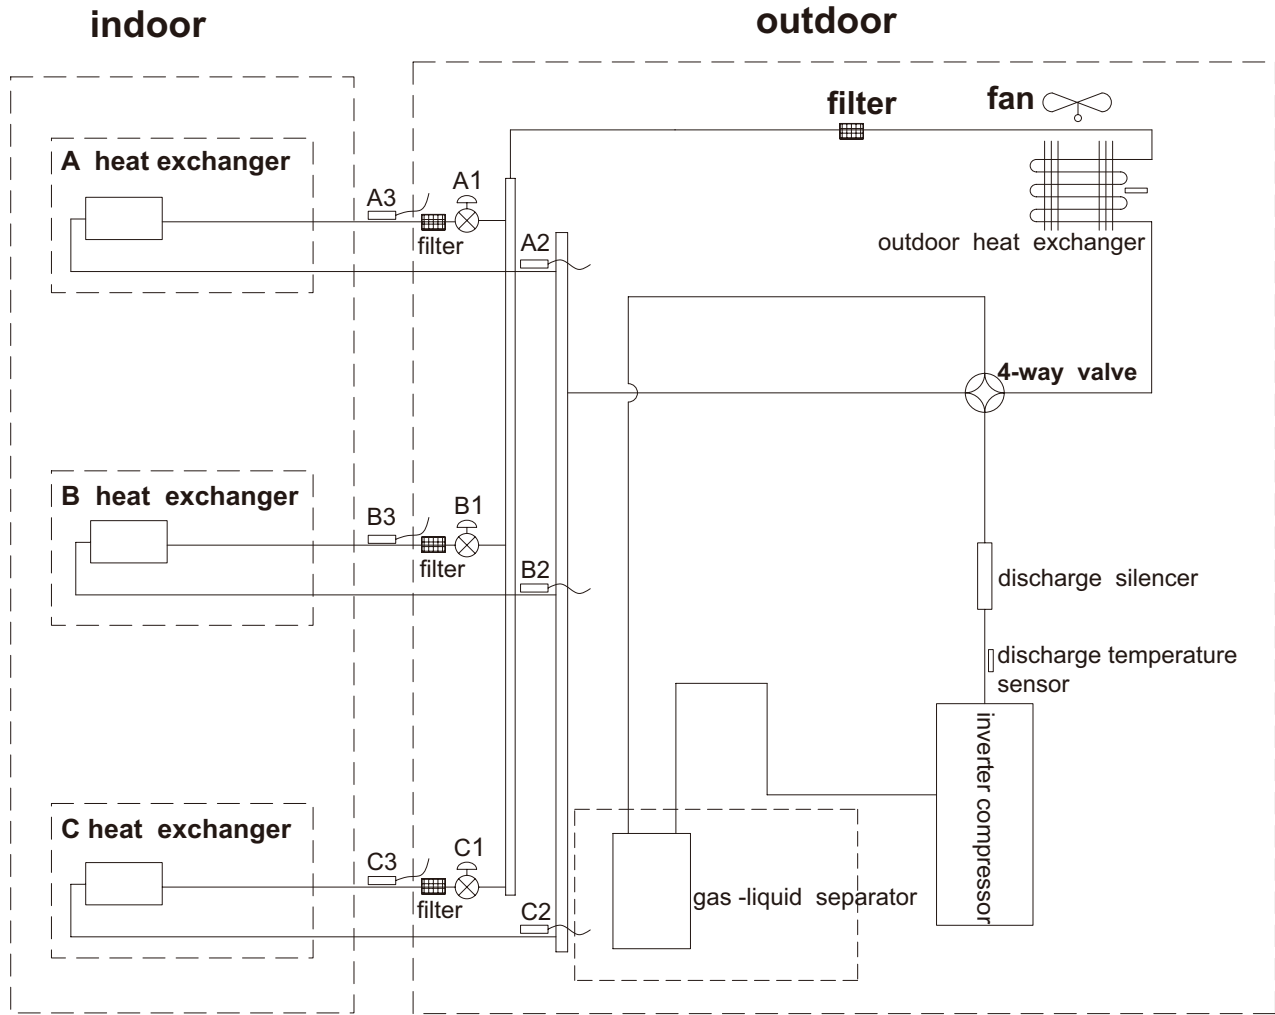 indoor
outdoor
filter
fan
A heat exchanger
A3
A1
filter
A2
outdoor heat exchanger
4-way valve
B heat exchanger
B3
B1
filter
B2
discharge silencer
discharge temperature
sensor
inverter compressor
C heat exchanger
C3
C1
filter
C2
gas -liquid separator